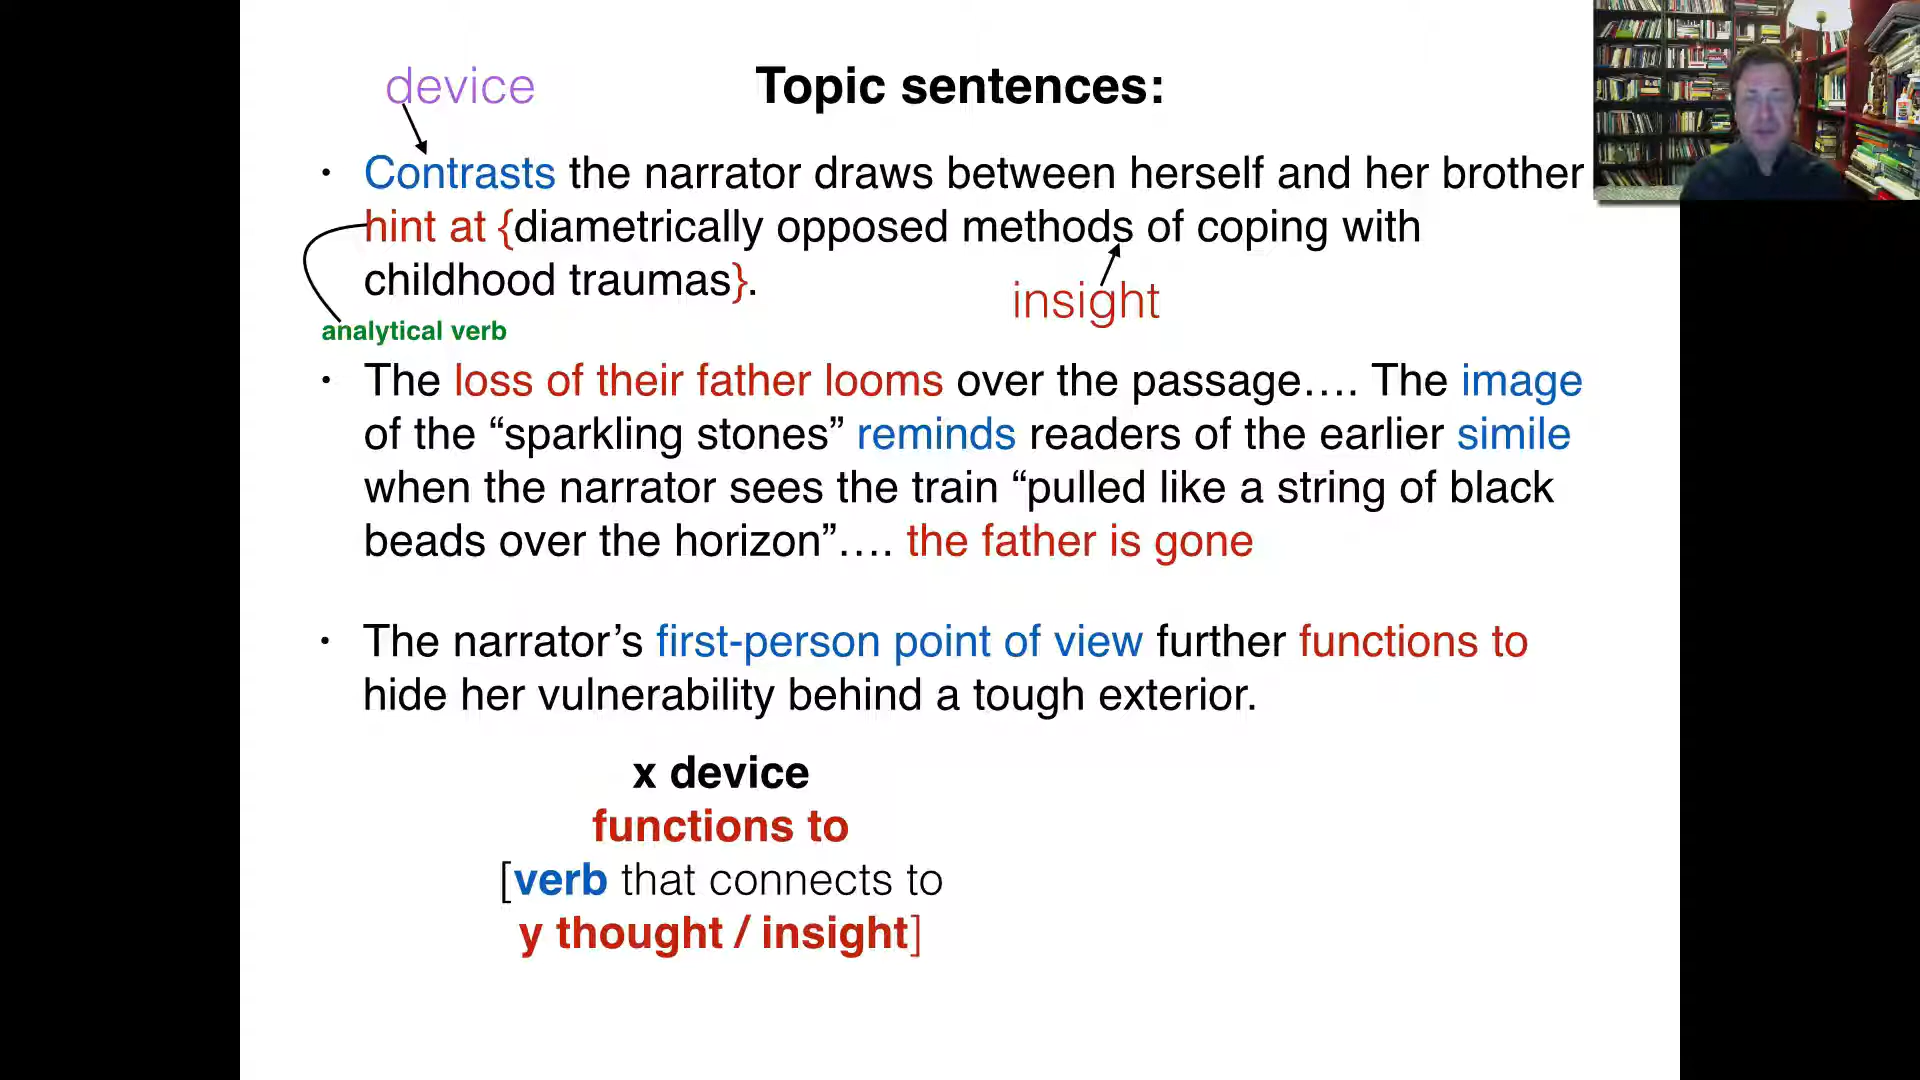 device
Topic sentences:
• Contrasts the narrator draws between herself and her brother
hint at {diametrically opposed methods of coping with
childhood traumas}.
insight
analytical verb
• The loss of their father looms over the passage…. The image
of the “sparkling stones” reminds readers of the earlier simile
when the narrator sees the train “pulled like a string of black
beads over the horizon”…. the father is gone
• The narrator’s first-person point of view further functions to
hide her vulnerability behind a tough exterior.
x device
functions to
[verb that connects to
y thought / insight]